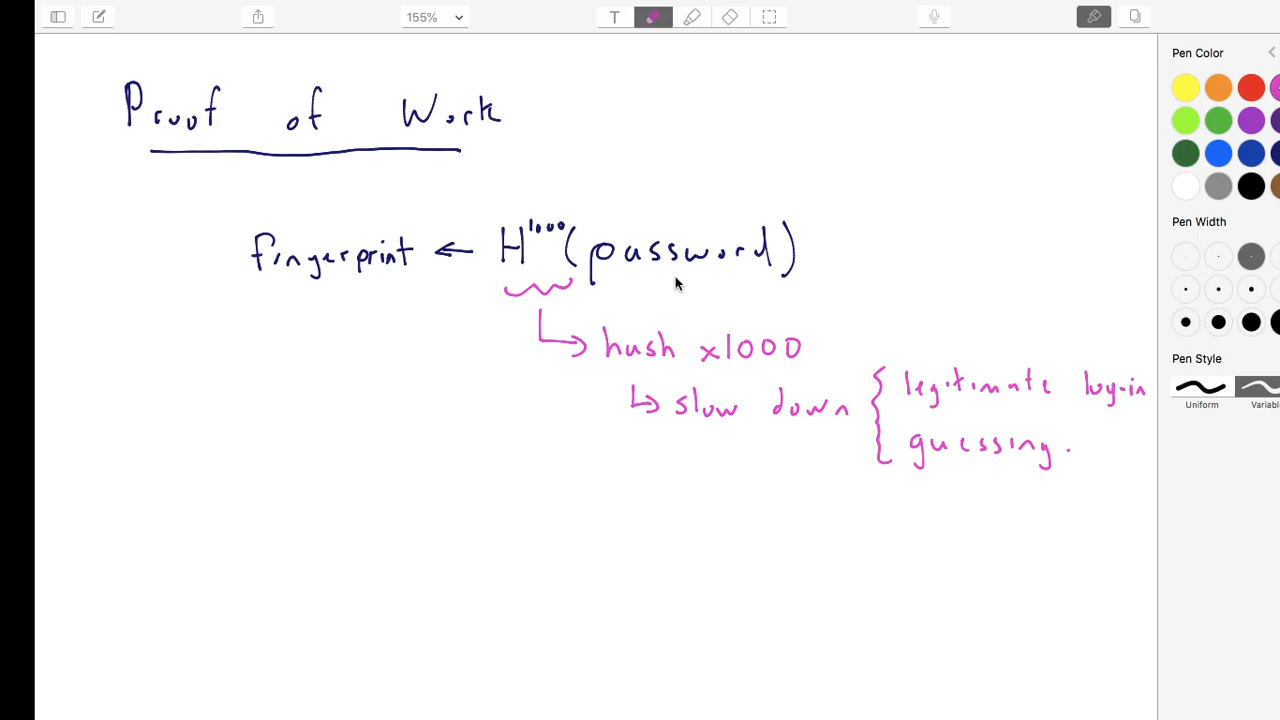 155%
T
Pen Color
Proof of Work
Pen Width
fingerprint ← H¹⁰⁰⁰(password)
hash x1000
Pen Style
slow down { legitimate log-in
guessing.
Uniform
Variabl